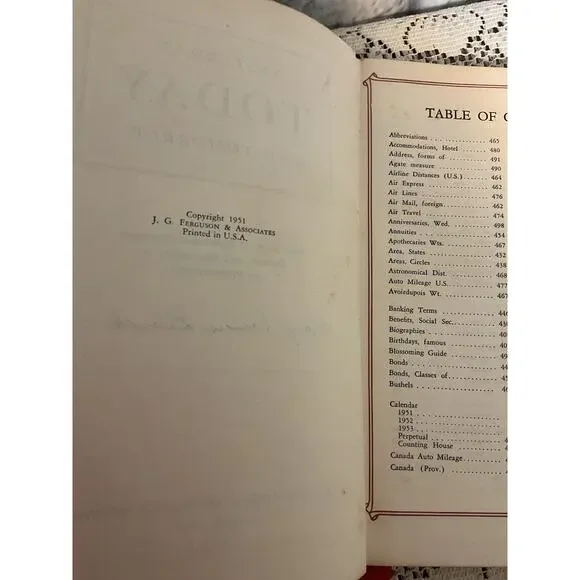 TODAY
Copyright 1951
J. G. FERGUSON & ASSOCIATES
Printed in U.S.A.
TABLE OF
Abbreviations . . . . . . . . . . 465
Accommodations, Hotel . . . . . . 480
Address, forms of . . . . . . . . 491
Agate measure . . . . . . . . . . 490
Airline Distances (U.S.) . . . . . 464
Air Express . . . . . . . . . . . 462
Air Lines . . . . . . . . . . . . 476
Air Mail, foreign . . . . . . . . 462
Air Travel . . . . . . . . . . . 474
Anniversaries, Wed. . . . . . . . 498
Annuities . . . . . . . . . . . . 454
Apothecaries Wts. . . . . . . . . 467
Area, States . . . . . . . . . . 432
Areas, Circles . . . . . . . . . 438
Astronomical Dist. . . . . . . . 468
Auto Mileage U.S. . . . . . . . . 477
Avoirdupois Wt. . . . . . . . . . 467
Banking Terms . . . . . . . . . .
Benefits, Social Sec. . . . . . .
Biographies . . . . . . . . . . .
Birthdays, famous . . . . . . . .
Blossoming Guide . . . . . . . .
Bonds . . . . . . . . . . . . . .
Bonds, Classes of . . . . . . . .
Bushels . . . . . . . . . . . . .
Calendar
1951 . . . . . . . . . . . . . .
1952 . . . . . . . . . . . . . .
1953 . . . . . . . . . . . . . .
Perpetual . . . . . . . . . . . .
Counting House . . . . . . . . .
Canada Auto Mileage . . . . . . .
Canada (Prov.) . . . . . . . . .